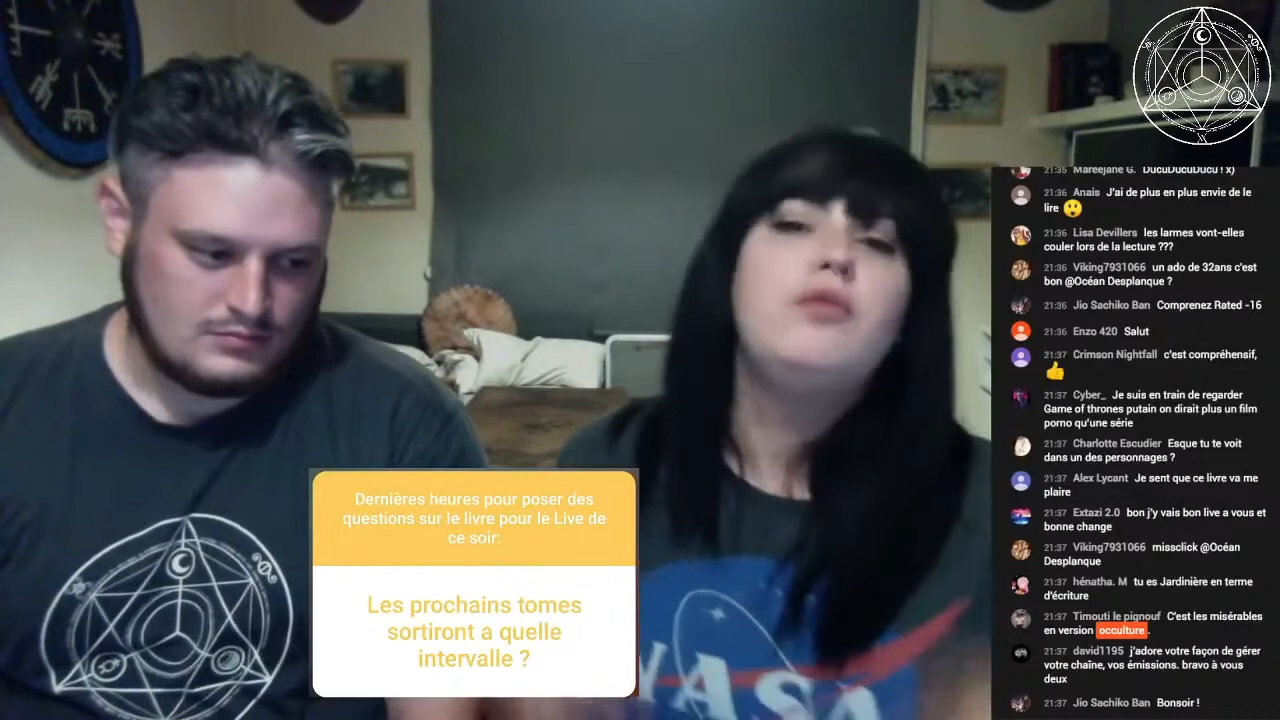 21:36 Mareejane G. DucuDucuDucu ! x)
21:36 Anais J'ai de plus en plus envie de le
lire
21:36 Lisa Devillers les larmes vont-elles
couler lors de la lecture ???
21:36 Viking7931066 un ado de 32ans c'est
bon @Océan Desplanque ?
21:36 Jio Sachiko Ban Comprenez Rated -16
21:36 Enzo 420 Salut
21:37 Crimson Nightfall c'est compréhensif,
21:37 Cyber_ Je suis en train de regarder
Game of thrones putain on dirait plus un film
porno qu'une série
21:37 Charlotte Escudier Esque tu te voit
dans un des personnages ?
21:37 Alex Lycant Je sent que ce livre va me
plaire
21:37 Extazi 2.0 bon j'y vais bon live a vous et
bonne change
21:37 Viking7931066 missclick @Océan
Desplanque
21:37 hénatha. M tu es Jardinière en terme
d'écriture
21:37 Timouti le pignouf C'est les misérables
en version occulture.
21:37 david1195 j'adore votre façon de gérer
votre chaîne, vos émissions. bravo à vous
deux
21:37 Jio Sachiko Ban Bonsoir !
Dernières heures pour poser des
questions sur le livre pour le Live de
ce soir:
Les prochains tomes
sortiront a quelle
intervalle ?
NASA